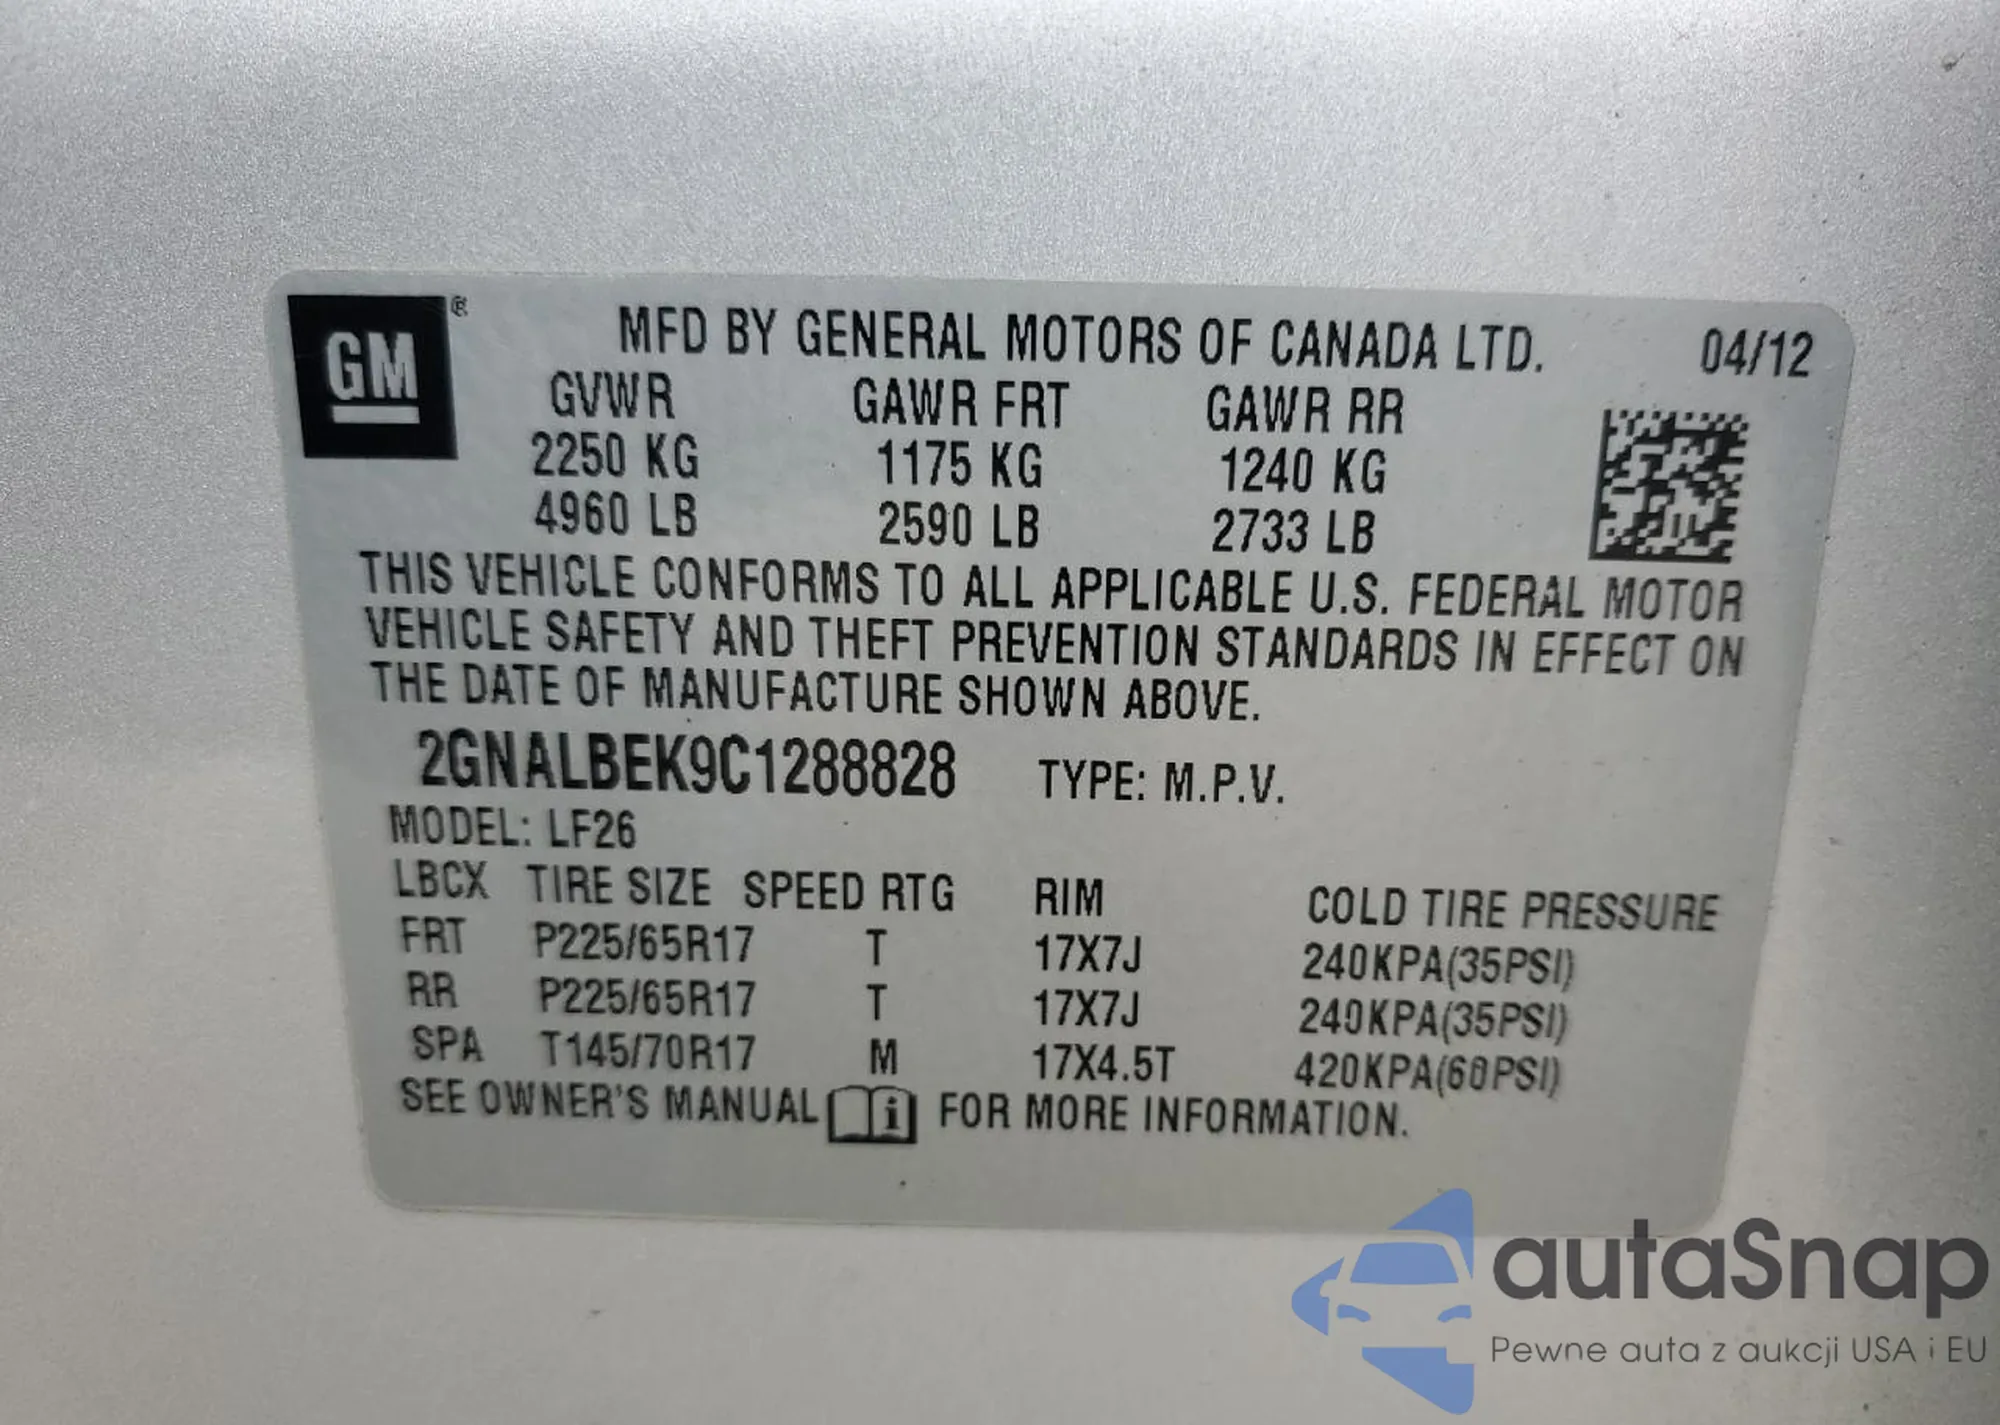 GM ®
MFD BY GENERAL MOTORS OF CANADA LTD. 04/12
GVWR GAWR FRT GAWR RR
2250 KG 1175 KG 1240 KG
4960 LB 2590 LB 2733 LB
THIS VEHICLE CONFORMS TO ALL APPLICABLE U.S. FEDERAL MOTOR
VEHICLE SAFETY AND THEFT PREVENTION STANDARDS IN EFFECT ON
THE DATE OF MANUFACTURE SHOWN ABOVE.
2GNALBEK9C1288828 TYPE: M.P.V.
MODEL: LF26
LBCX TIRE SIZE SPEED RTG RIM COLD TIRE PRESSURE
FRT P225/65R17 T 17X7J 240KPA(35PSI)
RR P225/65R17 T 17X7J 240KPA(35PSI)
SPA T145/70R17 M 17X4.5T 420KPA(60PSI)
SEE OWNER'S MANUAL i FOR MORE INFORMATION.
autaSnap
Pewne auta z aukcji USA i EU